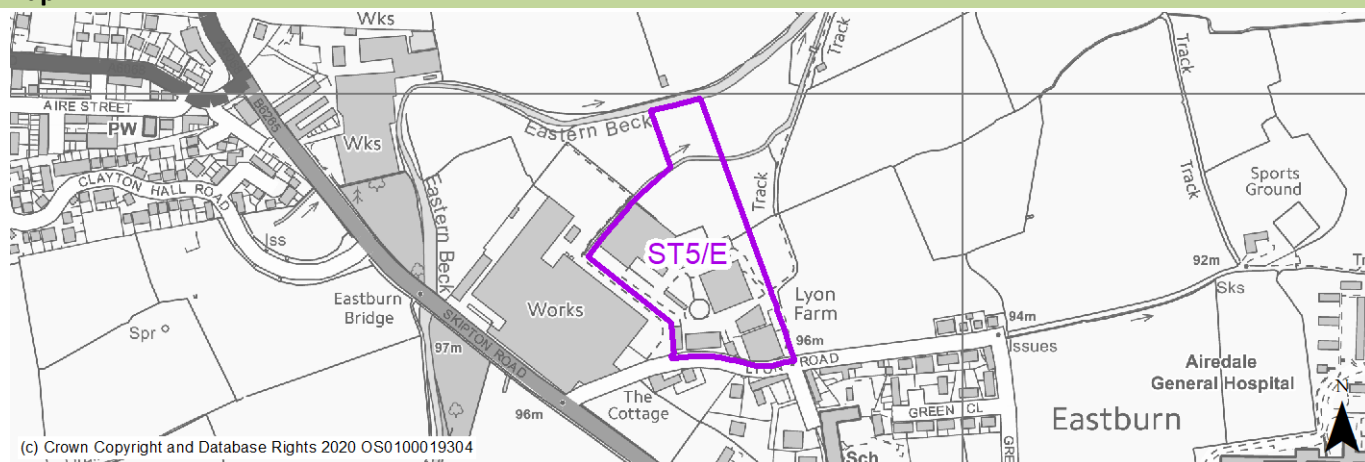 Wks
AIRE STREET
B6265
PW
Wks
CLAYTON HALL ROAD
Iss
Eastern Beck
Eastern Beck
Track
Track
Track
Track
Sports
Ground
ST5/E
Works
Eastburn
Bridge
SKIPTON ROAD
Spr
97m
96m
Lyon
Farm
96m
ROAD
94m
Issues
92m
Sks
The
Cottage
Airedale
General Hospital
GREEN CL
Eastburn
Sch
N
(c) Crown Copyright and Database Rights 2020 OS0100019304